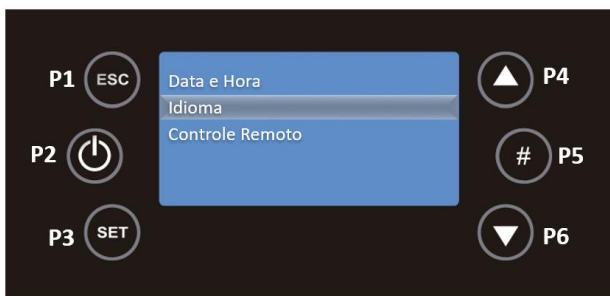 P1 ESC
Data e Hora
P4
Idioma
Controle Remoto
P2
# P5
P3 SET
P6